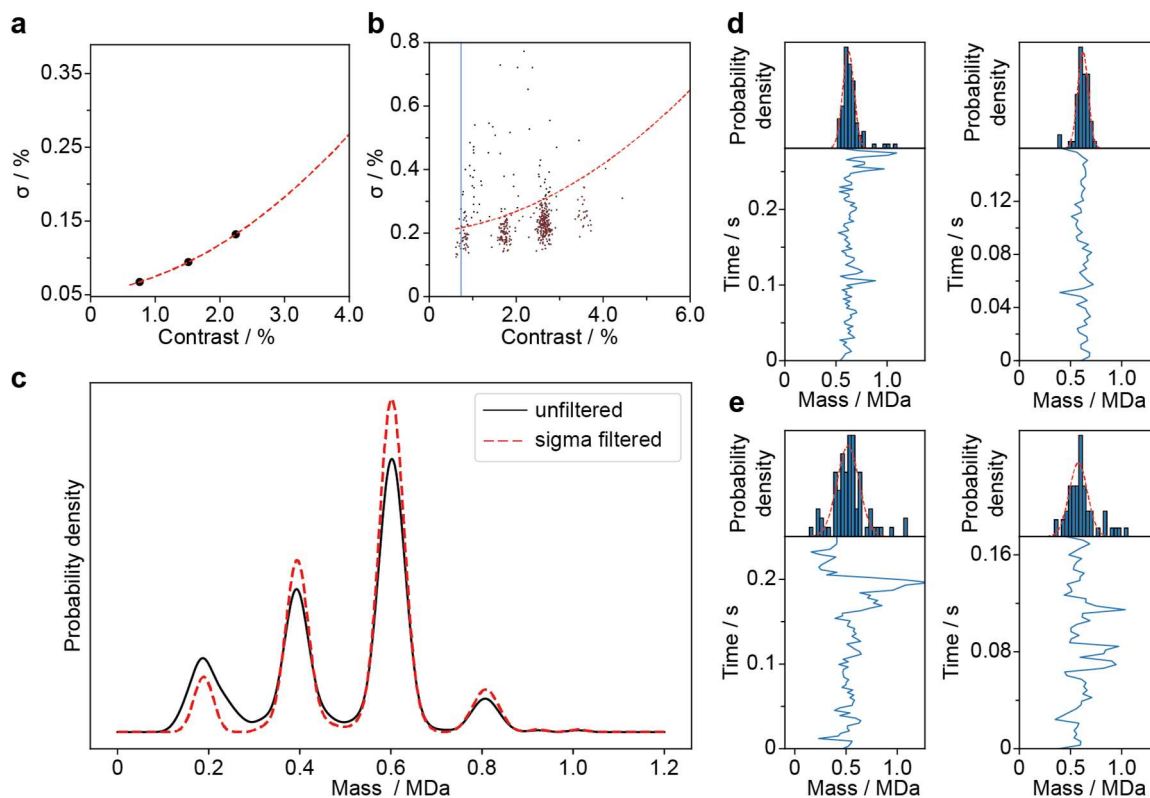 a
0.35
0.25
0.15
0.05
σ / %
0
1.0
2.0
3.0
4.0
Contrast / %
b
0.8
0.6
0.4
0.2
0
σ / %
0
2.0
4.0
6.0
Contrast / %
c
unfiltered
sigma filtered
Probability density
0
0.2
0.4
0.6
0.8
1.0
1.2
Mass / MDa
d
Probability
density
0.2
0.1
0
Time / s
0
0.5
1.0
Mass / MDa
Probability
density
0.12
0.08
0.04
0
Time / s
0
0.5
1.0
Mass / MDa
e
Probability
density
0.2
0.1
0
Time / s
0
0.5
1.0
Mass / MDa
Probability
density
0.16
0.08
0
Time / s
0
0.5
1.0
Mass / MDa